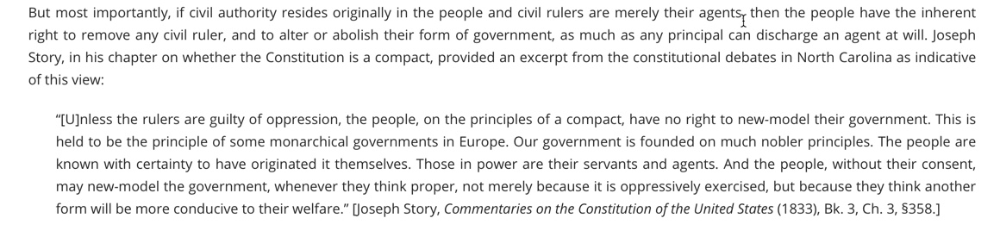 But most importantly, if civil authority resides originally in the people and civil rulers are merely their agents, then the people have the inherent
right to remove any civil ruler, and to alter or abolish their form of government, as much as any principal can discharge an agent at will. Joseph
Story, in his chapter on whether the Constitution is a compact, provided an excerpt from the constitutional debates in North Carolina as indicative
of this view:
“[U]nless the rulers are guilty of oppression, the people, on the principles of a compact, have no right to new-model their government. This is
held to be the principle of some monarchical governments in Europe. Our government is founded on much nobler principles. The people are
known with certainty to have originated it themselves. Those in power are their servants and agents. And the people, without their consent,
may new-model the government, whenever they think proper, not merely because it is oppressively exercised, but because they think another
form will be more conducive to their welfare.” [Joseph Story, Commentaries on the Constitution of the United States (1833), Bk. 3, Ch. 3, §358.]